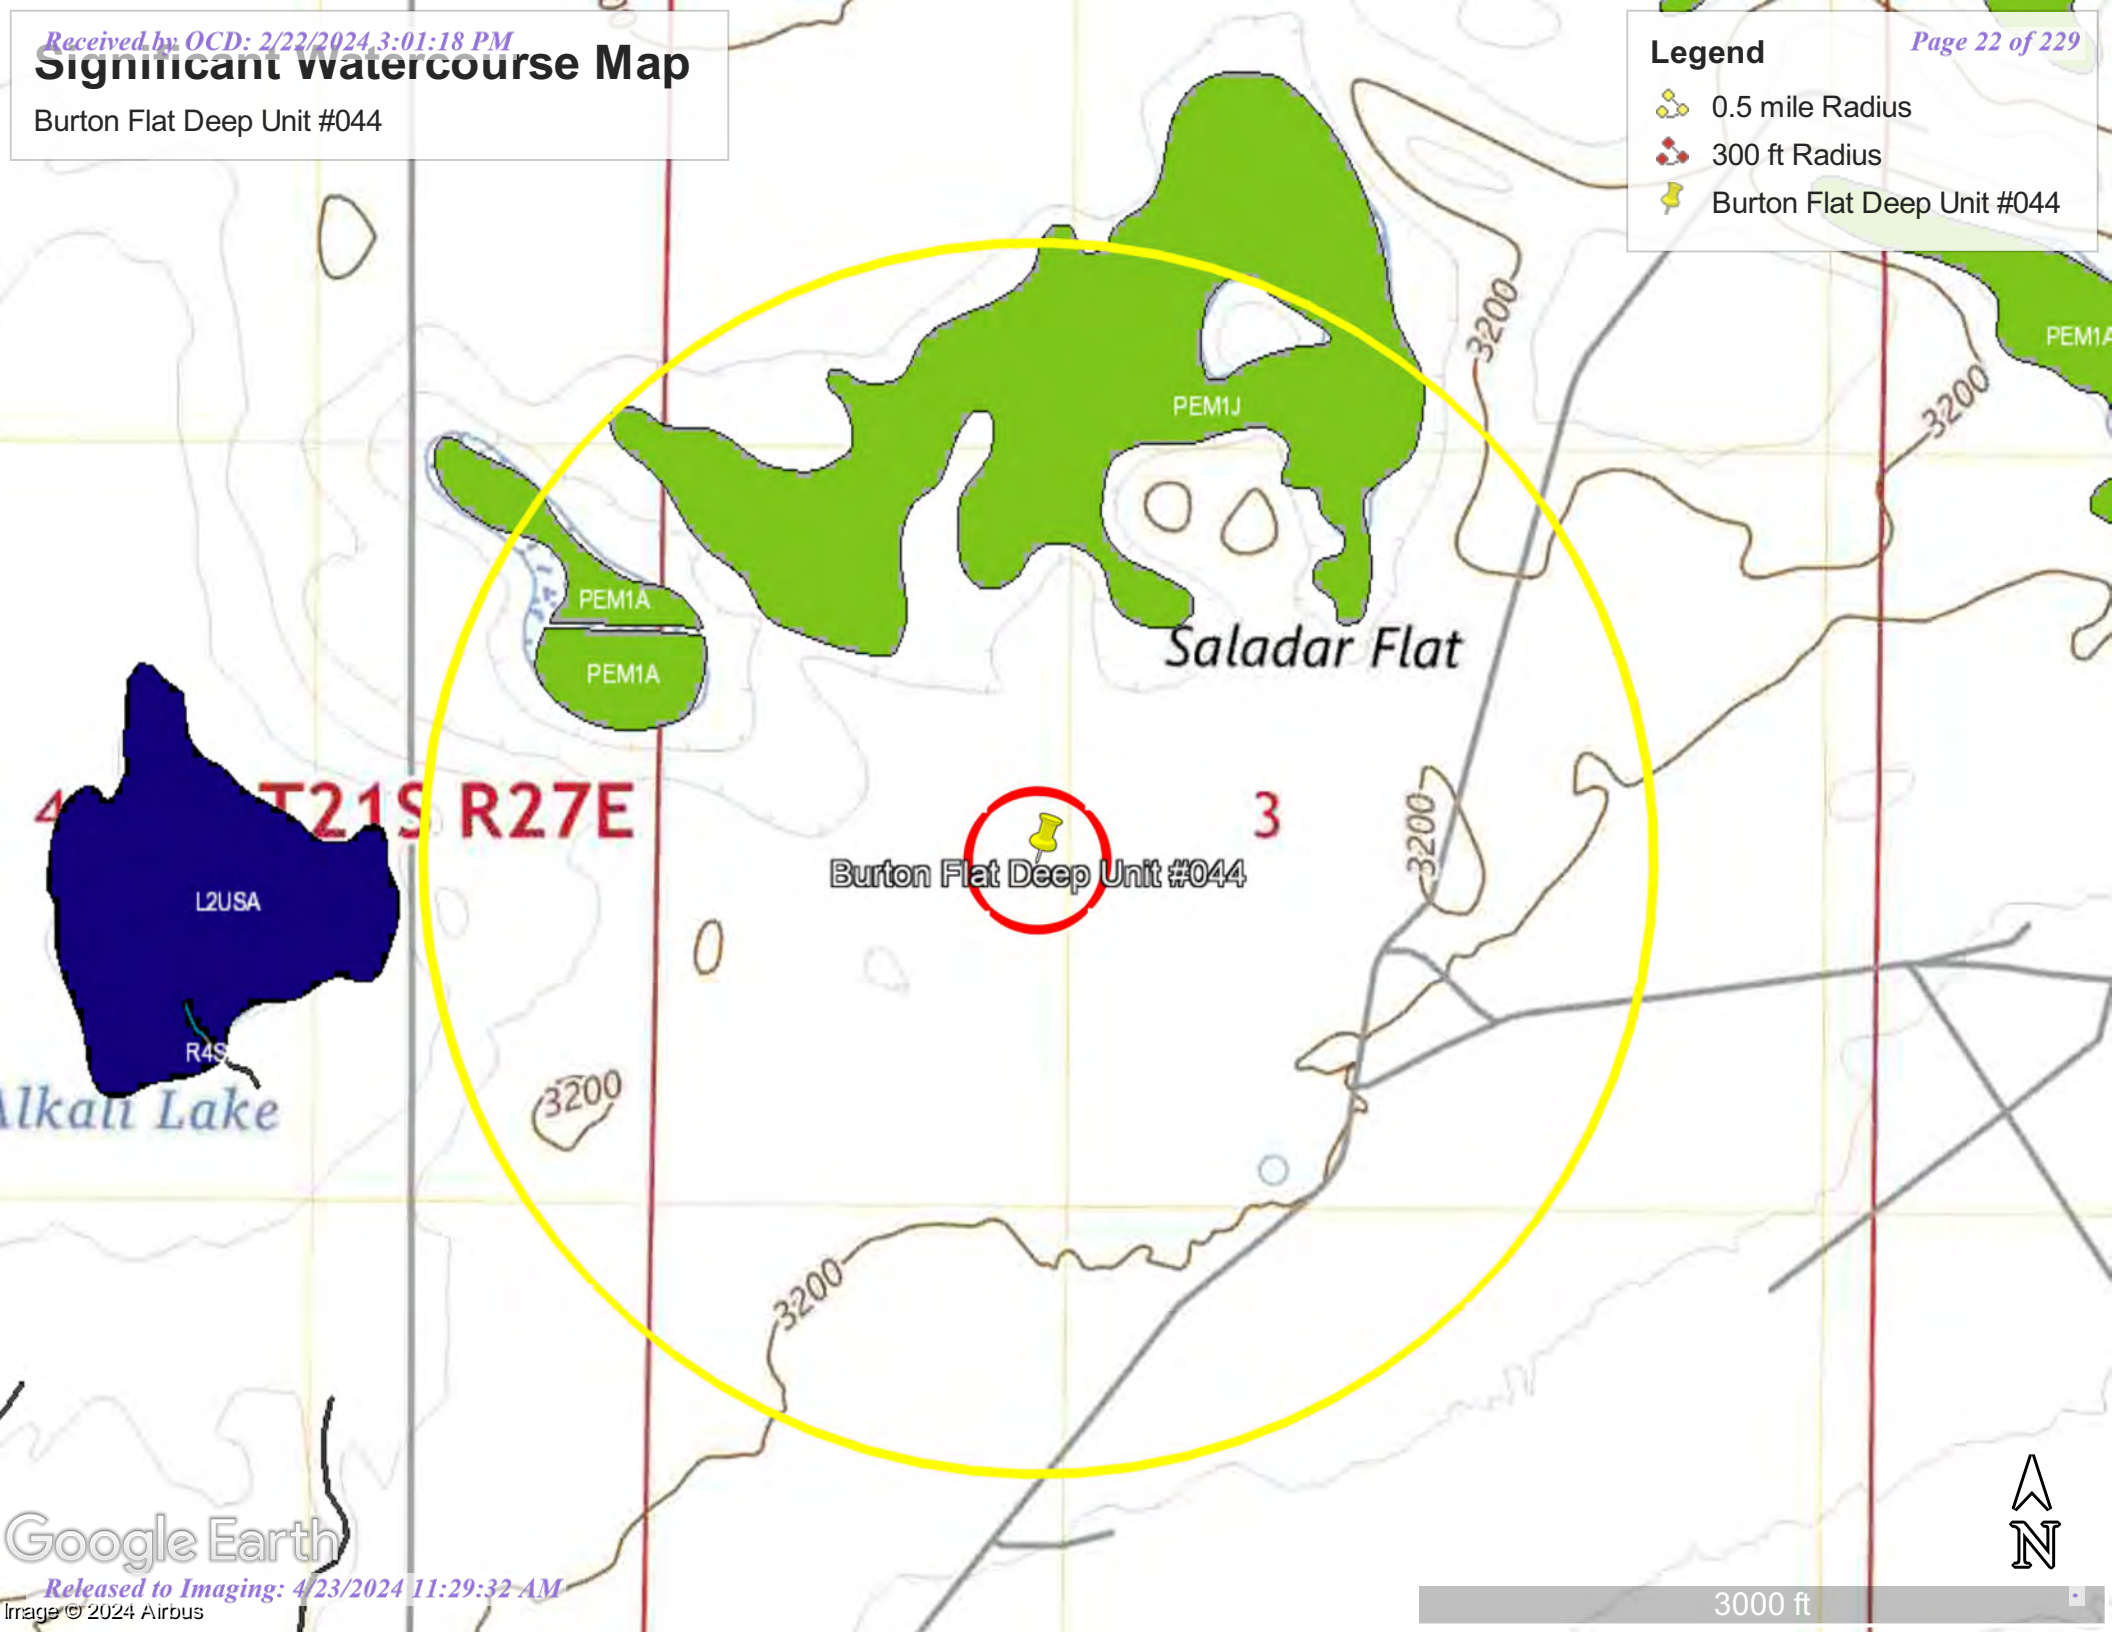 Received by OCD: 2/22/2024 3:01:18 PM
Significant Watercourse Map
Burton Flat Deep Unit #044
Page 22 of 229
Legend
0.5 mile Radius
300 ft Radius
Burton Flat Deep Unit #044
3200
PEM1A
3200
PEM1J
PEM1A
Saladar Flat
PEM1A
4
T21S R27E
3
3200
Burton Flat Deep Unit #044
L2USA
R4S
Alkali Lake
3200
3200
N
Google Earth
Released to Imaging: 4/23/2024 11:29:32 AM
Image © 2024 Airbus
3000 ft